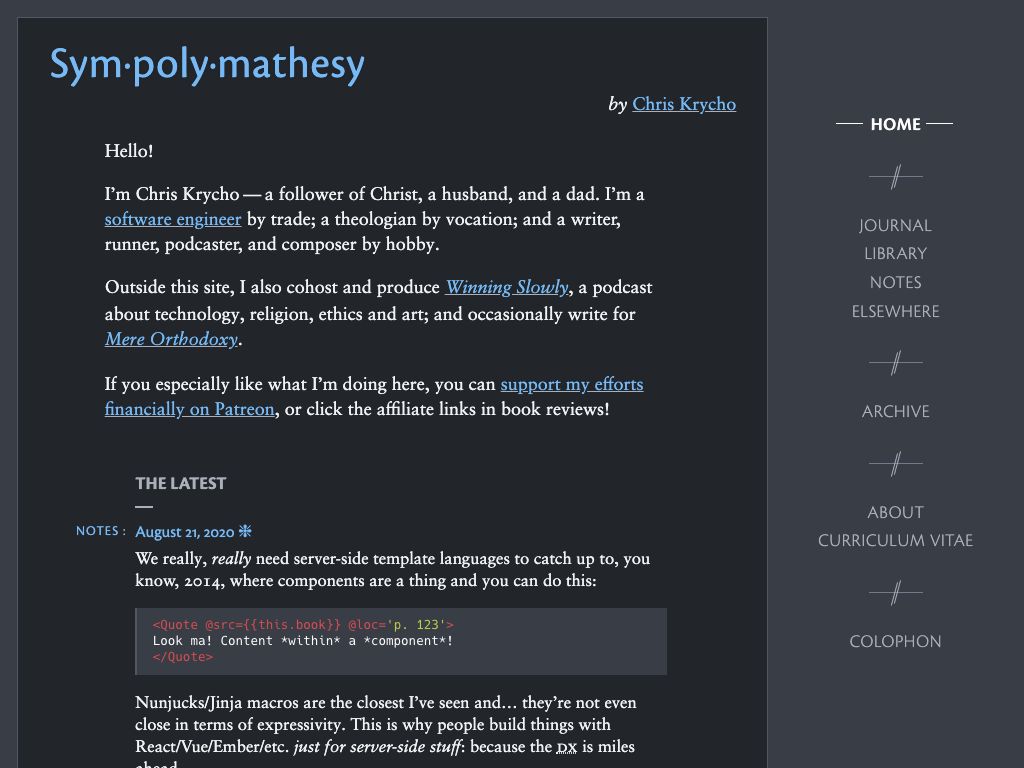 Sym·poly·mathesy
by Chris Krycho
Hello!
I’m Chris Krycho — a follower of Christ, a husband, and a dad. I’m a
software engineer by trade; a theologian by vocation; and a writer,
runner, podcaster, and composer by hobby.
Outside this site, I also cohost and produce Winning Slowly, a podcast
about technology, religion, ethics and art; and occasionally write for
Mere Orthodoxy.
If you especially like what I’m doing here, you can support my efforts
financially on Patreon, or click the affiliate links in book reviews!
THE LATEST
NOTES : August 21, 2020 ❈
We really, really need server-side template languages to catch up to, you
know, 2014, where components are a thing and you can do this:
<Quote @src={{this.book}} @loc='p. 123'>
Look ma! Content *within* a *component*!
</Quote>
Nunjucks/Jinja macros are the closest I’ve seen and… they’re not even
close in terms of expressivity. This is why people build things with
React/Vue/Ember/etc. just for server-side stuff: because the DX is miles
ahead.
HOME
JOURNAL
LIBRARY
NOTES
ELSEWHERE
ARCHIVE
ABOUT
CURRICULUM VITAE
COLOPHON